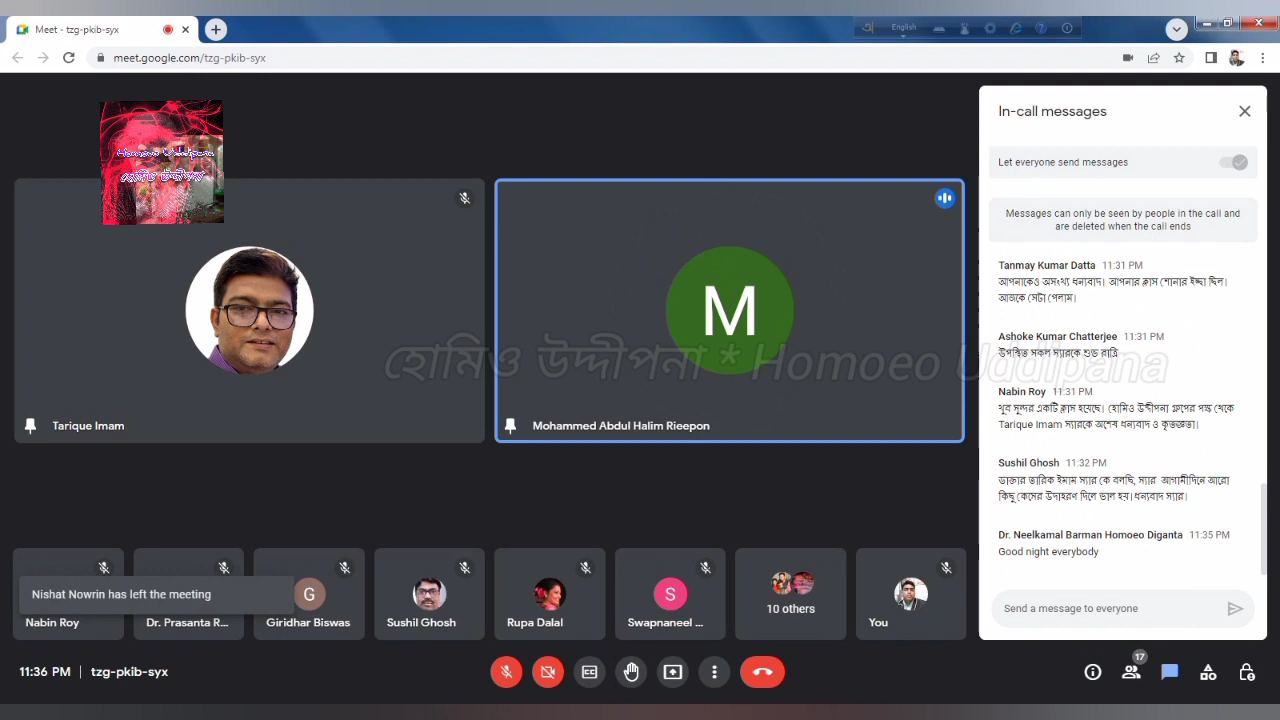 Meet - tzg-pkib-syx
English
meet.google.com/tzg-pkib-syx
Homoeo Uddipana
হোমিও উদ্দীপনা
Tarique Imam
M
Mohammed Abdul Halim Rieepon
হোমিও উদ্দীপনা * Homoeo Uddipana
Nishat Nowrin has left the meeting
Nabin Roy
Dr. Prasanta R...
G
Giridhar Biswas
Sushil Ghosh
Rupa Dalal
S
Swapnaneel ...
10 others
You
11:36 PM | tzg-pkib-syx
In-call messages
Let everyone send messages
Messages can only be seen by people in the call and
are deleted when the call ends
Tanmay Kumar Datta 11:31 PM
আপনাকেও অসংখ্য ধন্যবাদ। আপনার ক্লাস শোনার ইচ্ছা ছিল।
আজকে সেটা পেলাম।
Ashoke Kumar Chatterjee 11:31 PM
উপস্থিত সকল স্যারকে শুভ রাত্রি
Nabin Roy 11:31 PM
খুব সুন্দর একটি ক্লাস হয়েছে। হোমিও উদ্দীপনা গ্রুপের পক্ষ থেকে
Tarique Imam স্যারকে অশেষ ধন্যবাদ ও কৃতজ্ঞতা।
Sushil Ghosh 11:32 PM
ডাক্তার তারিক ইমাম স্যার কে বলছি, স্যার আগামীদিনে আরো
কিছু কেসের উদাহরণ দিলে ভাল হয়।ধন্যবাদ স্যার।
Dr. Neelkamal Barman Homoeo Diganta 11:35 PM
Good night everybody
Send a message to everyone
17